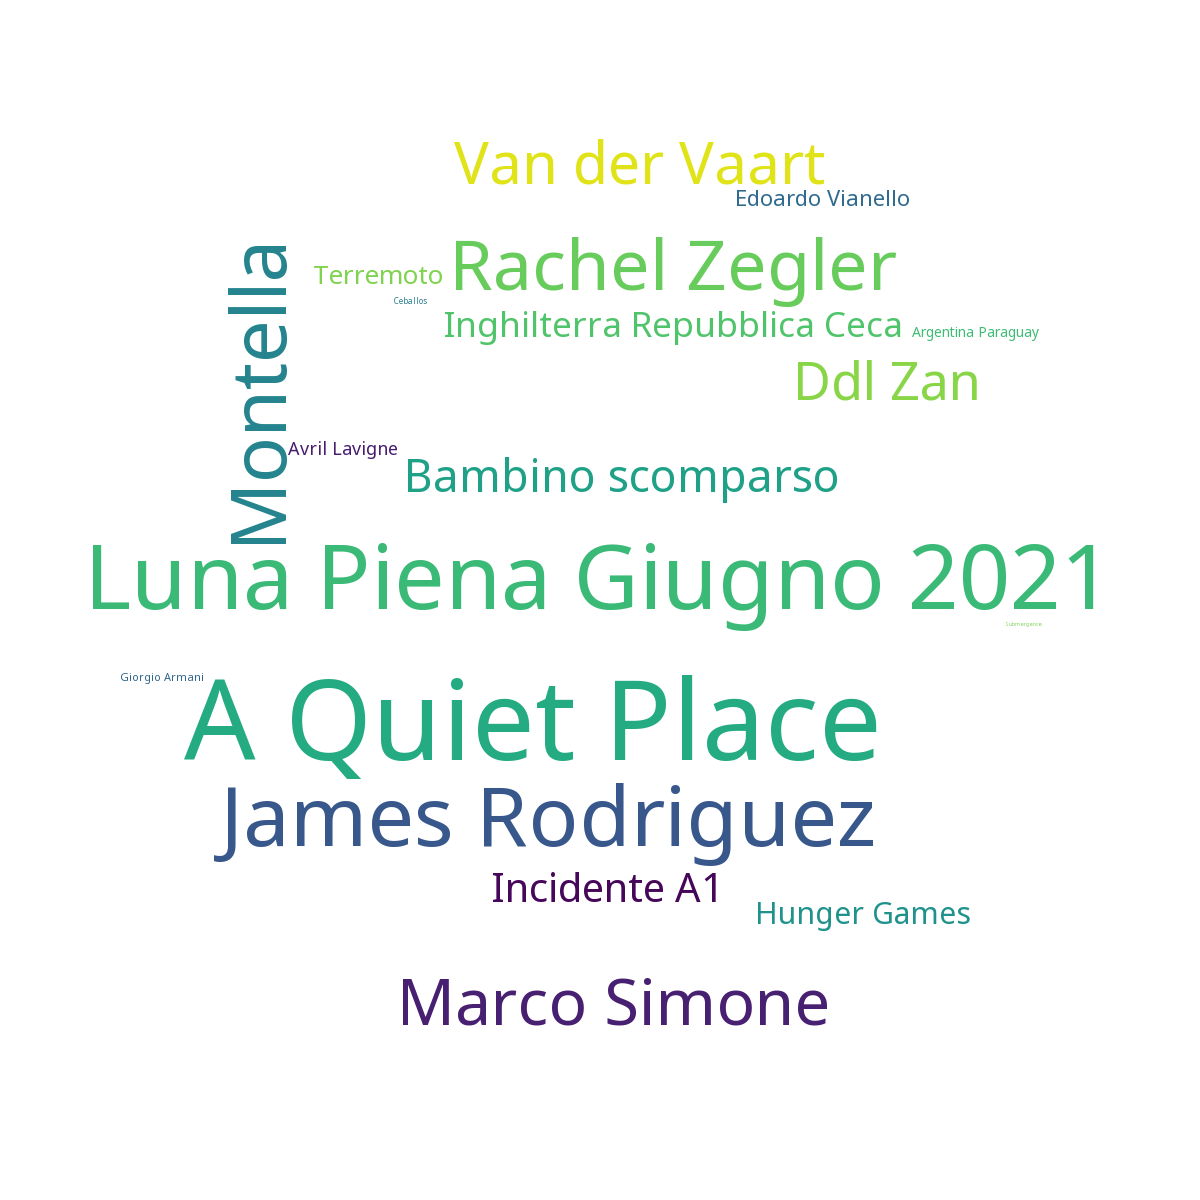 Van der Vaart
Edoardo Vianello
Rachel Zegler
Terremoto
Ceballos
Montella
Inghilterra Repubblica Ceca
Argentina Paraguay
Ddl Zan
Avril Lavigne
Bambino scomparso
Luna Piena Giugno 2021
Submergence
Giorgio Armani
A Quiet Place
James Rodriguez
Incidente A1
Hunger Games
Marco Simone